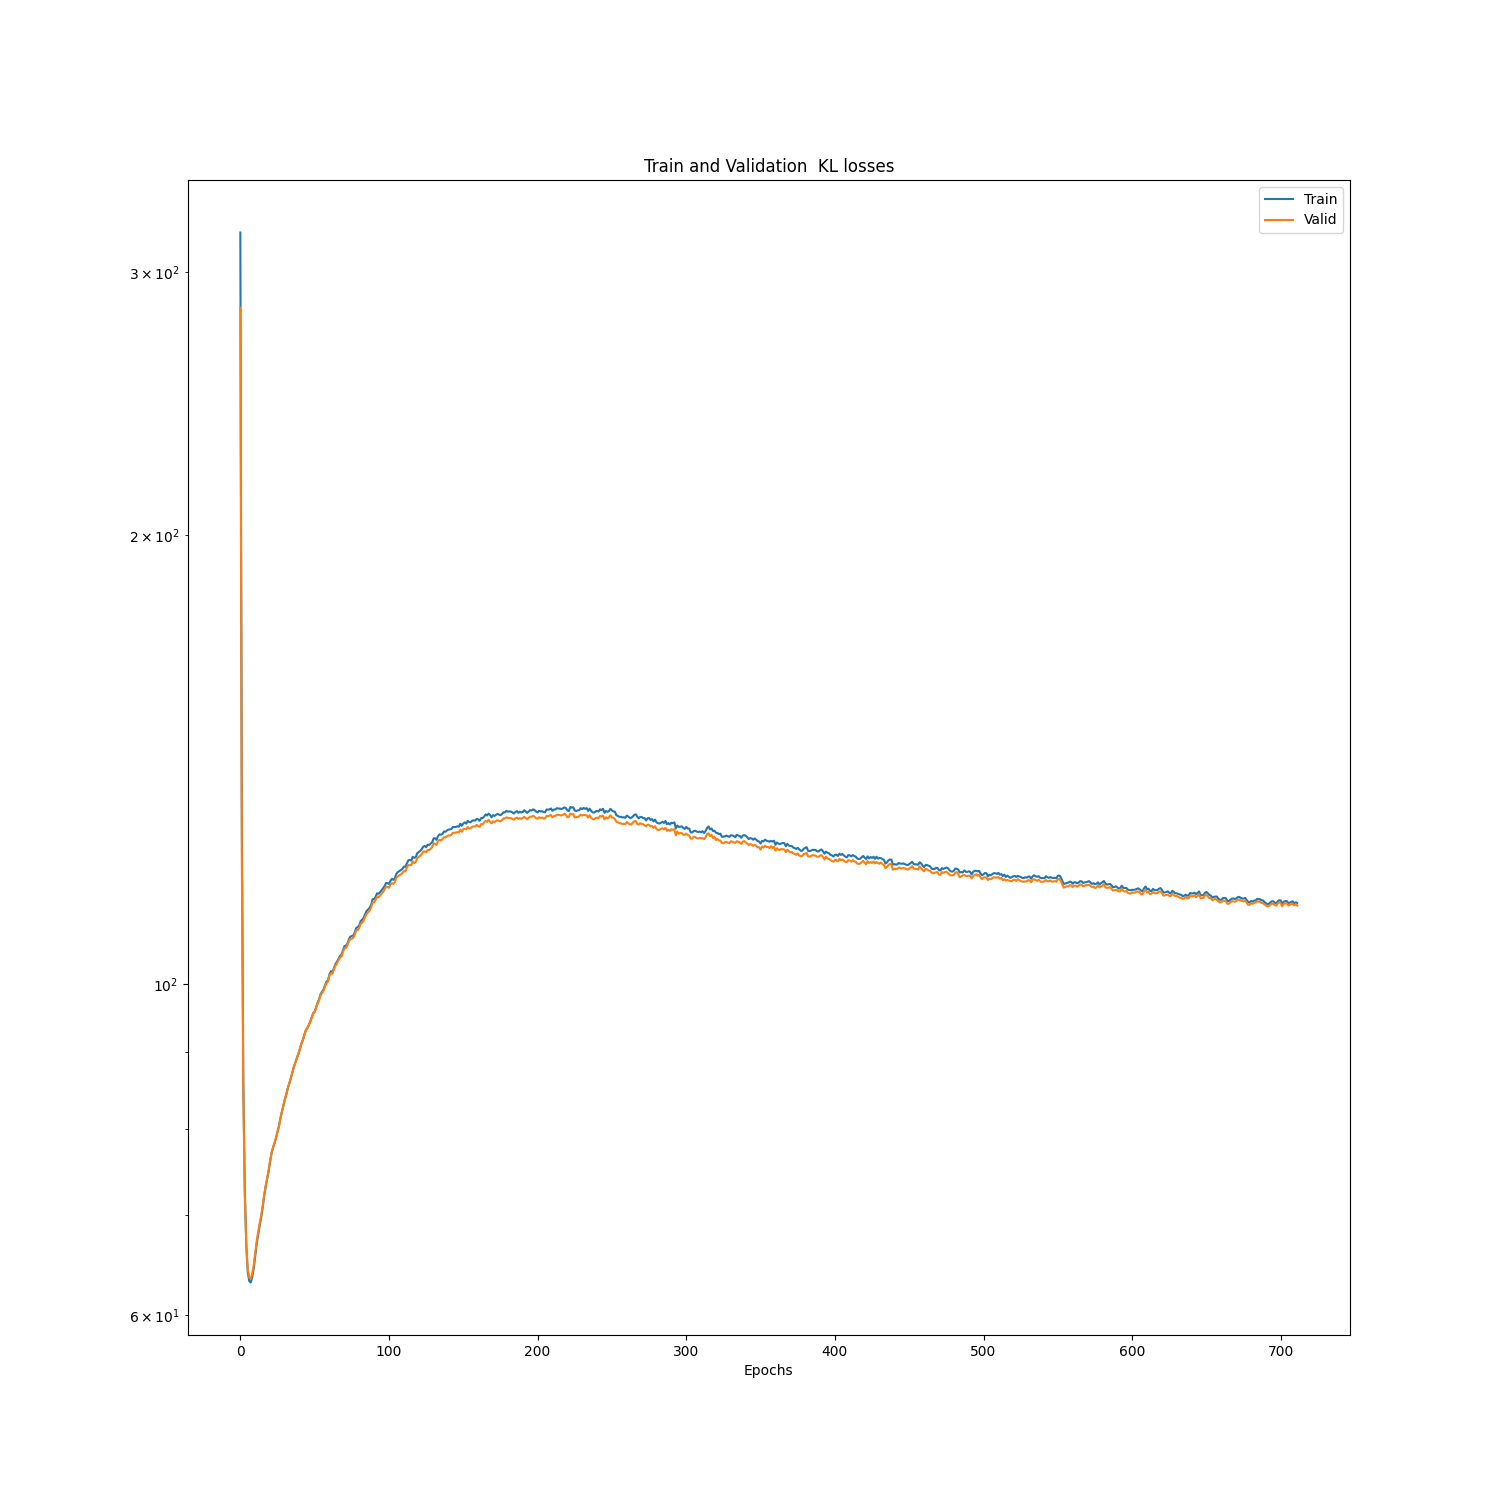 Train and Validation  KL losses
Train
Valid
3 × 10²
2 × 10²
10²
6 × 10¹
0 100 200 300 400 500 600 700
Epochs